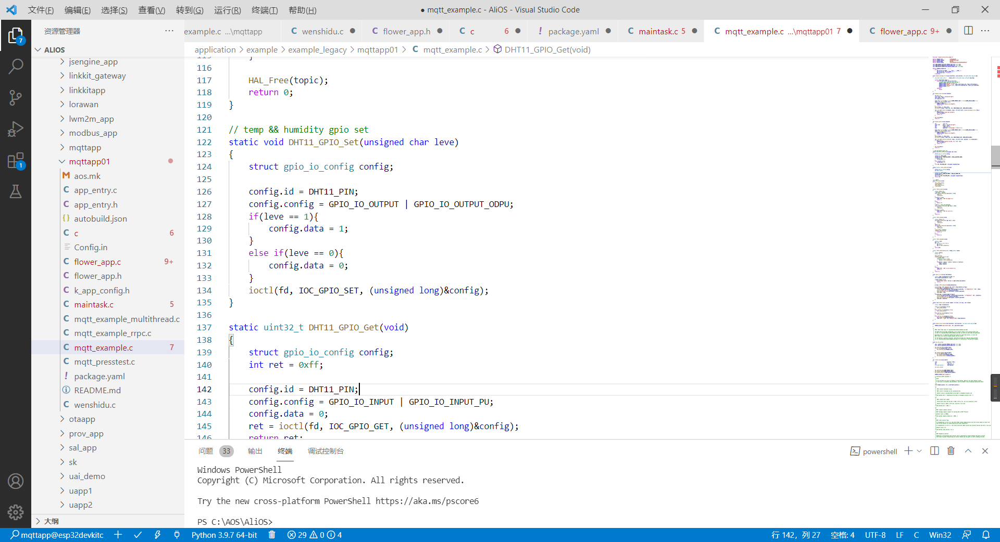 文件(F) 编辑(E) 选择(S) 查看(V) 转到(G) 运行(R) 终端(T) 帮助(H) ● mqtt_example.c - AliOS - Visual Studio Code
资源管理器 ···
example.c ...\mqttapp C wenshidu.c ● C flower_app.h ● C c 6 ● ! package.yaml ● C maintask.c 5 ● C mqtt_example.c ...\mqttapp01 7 ● C flower_app.c 9+ ● ···
application > example > example_legacy > mqttapp01 > C mqtt_example.c > DHT11_GPIO_Get(void)
7
1
ALIOS
jsengine_app
linkkit_gateway
linkkitapp
lorawan
lwm2m_app
modbus_app
mqttapp
mqttapp01
M aos.mk
C app_entry.c
C app_entry.h
{} autobuild.json
C c 6
Config.in
C flower_app.c 9+
C flower_app.h
C k_app_config.h
C maintask.c 5
C mqtt_example_multithread.c
C mqtt_example_rrpc.c
C mqtt_example.c 7
C mqtt_presstest.c
! package.yaml
README.md
C wenshidu.c
otaapp
prov_app
sal_app
sk
uai_demo
uapp1
uapp2
大纲
115 }
116
117 HAL_Free(topic);
118 return 0;
119 }
120
121 // temp && humidity gpio set
122 static void DHT11_GPIO_Set(unsigned char leve)
123 {
124 struct gpio_io_config config;
125
126 config.id = DHT11_PIN;
127 config.config = GPIO_IO_OUTPUT | GPIO_IO_OUTPUT_ODPU;
128 if(leve == 1){
129 config.data = 1;
130 }
131 else if(leve == 0){
132 config.data = 0;
133 }
134 ioctl(fd, IOC_GPIO_SET, (unsigned long)&config);
135 }
136
137 static uint32_t DHT11_GPIO_Get(void)
138 {
139 struct gpio_io_config config;
140 int ret = 0xff;
141
142 config.id = DHT11_PIN;
143 config.config = GPIO_IO_INPUT | GPIO_IO_INPUT_PU;
144 config.data = 0;
145 ret = ioctl(fd, IOC_GPIO_GET, (unsigned long)&config);
146 return ret;
问题 33 输出 终端 调试控制台 powershell
Windows PowerShell
Copyright (C) Microsoft Corporation. All rights reserved.
Try the new cross-platform PowerShell https://aka.ms/pscore6
PS C:\AOS\AliOS>
mqttapp@esp32devkitc Python 3.9.7 64-bit 29 0 4 行 142，列 27 空格: 4 UTF-8 LF C Win32